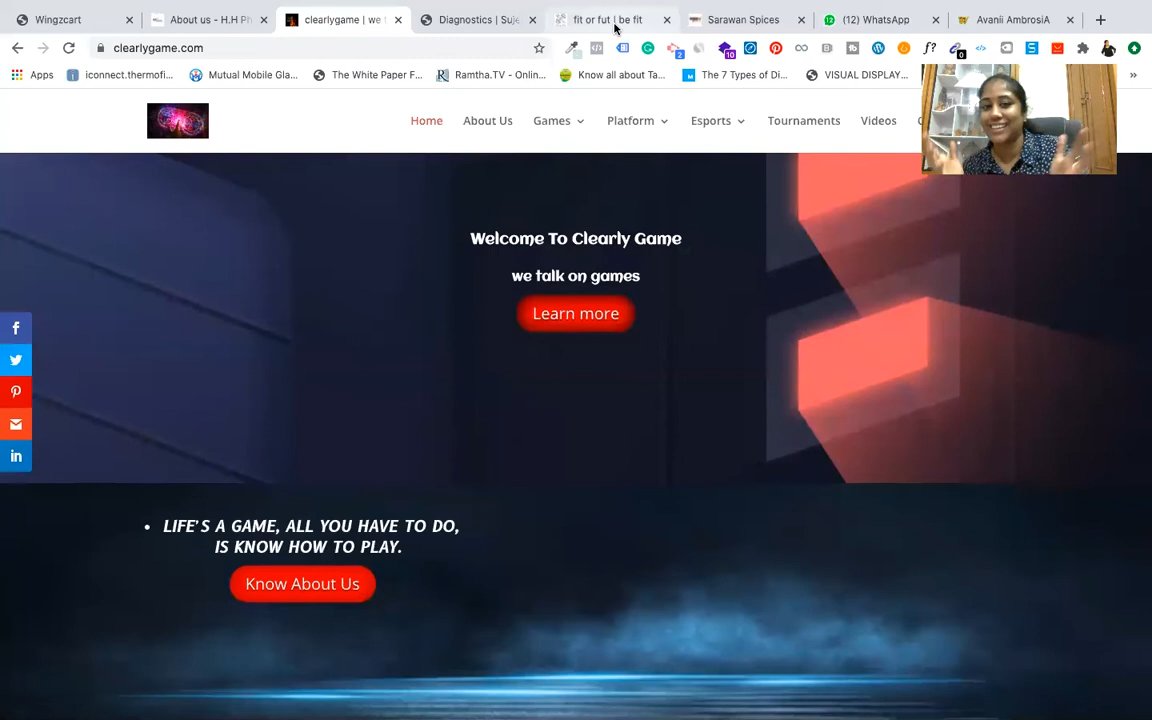 Wingzcart
About us - H.H Ph
clearlygame | we t
Diagnostics | Suje
fit or fut | be fit
Sarawan Spices
(12) WhatsApp
Avanii AmbrosiA
clearlygame.com
Apps
iconnect.thermofi...
Mutual Mobile Gla...
The White Paper F...
Ramtha.TV - Onlin...
Know all about Ta...
The 7 Types of Di...
VISUAL DISPLAY...
Home
About Us
Games
Platform
Esports
Tournaments
Videos
Welcome To Clearly Game
we talk on games
Learn more
• LIFE'S A GAME, ALL YOU HAVE TO DO,
IS KNOW HOW TO PLAY.
Know About Us